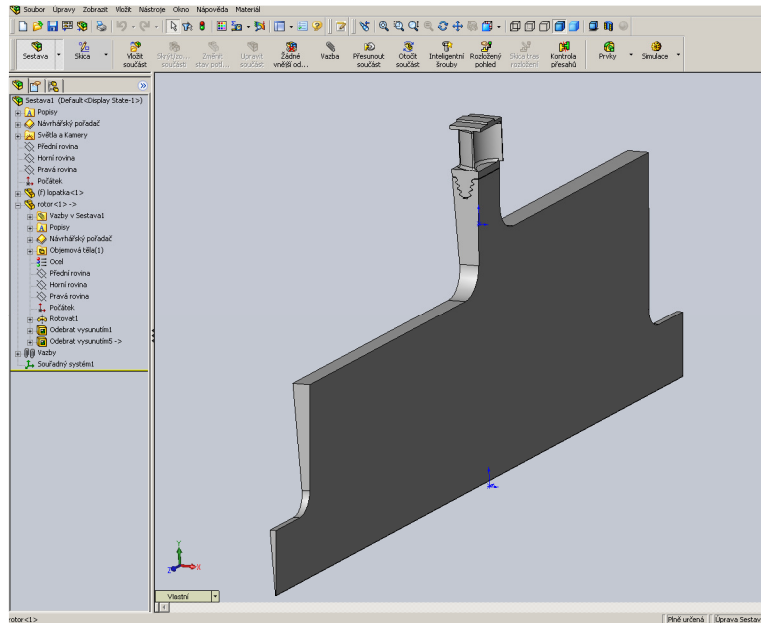 Soubor Úpravy Zobrazit Vložit Nástroje Okno Nápověda Materiál
Sestava Skica Vložit součást Skrýt/zo... součásti Změnit stav potl... Upravit součást Žádné vnější od... Vazba Přesunout součást Otočit součást Inteligentní šrouby Rozložený pohled Skica tras rozložení Kontrola přesahů Prvky Simulace
Sestava1 (Default<Display State-1>)
Popisy
Návrhářský pořadač
Světla a Kamery
Přední rovina
Horní rovina
Pravá rovina
Počátek
(f) lopatka<1>
rotor<1> ->
Vazby v Sestava1
Popisy
Návrhářský pořadač
Objemová těla(1)
Ocel
Přední rovina
Horní rovina
Pravá rovina
Počátek
Rotovat1
Odebrat vysunutím1
Odebrat vysunutím5 ->
Vazby
Souřadný systém1
Y
X
Z
Vlastní
rotor<1>
Plně určená
Úprava Sestav